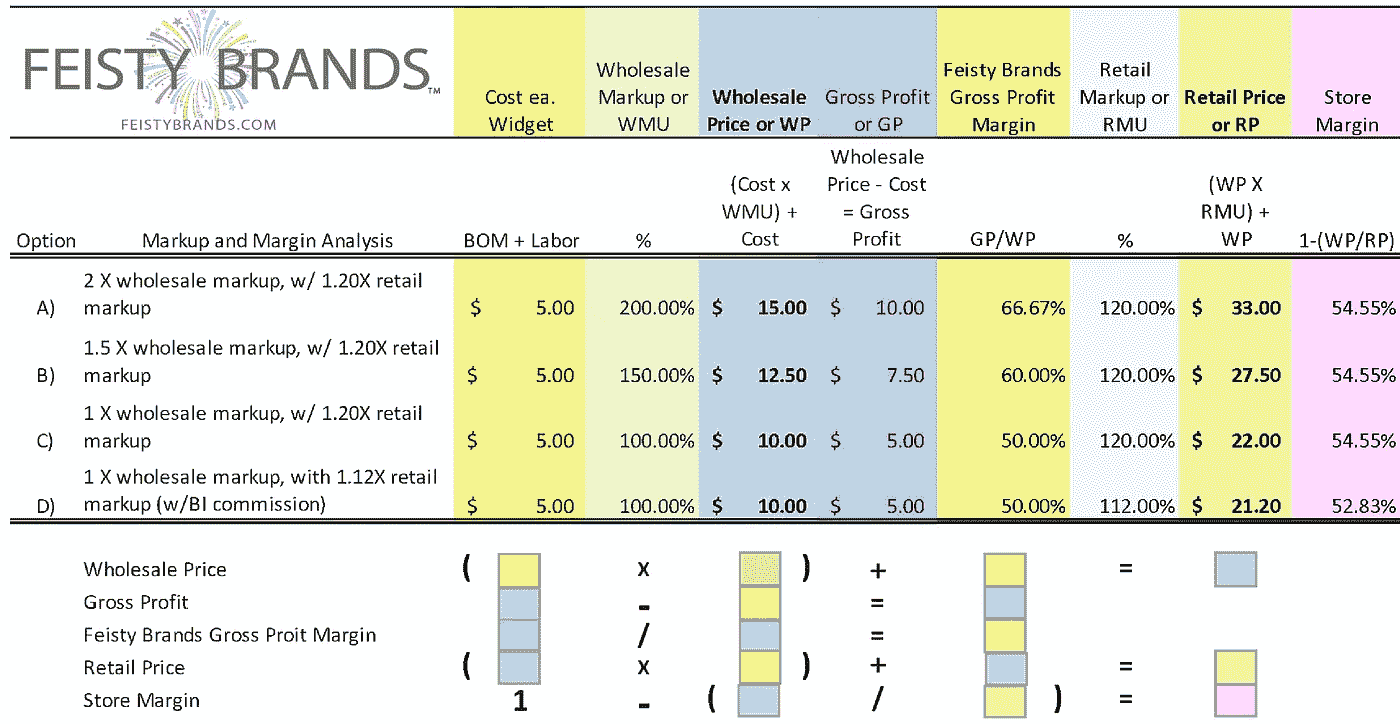 FEISTY BRANDS™
FEISTYBRANDS.COM
Cost ea. Widget
Wholesale Markup or WMU
Wholesale Price or WP
Gross Profit or GP
Feisty Brands Gross Profit Margin
Retail Markup or RMU
Retail Price or RP
Store Margin
Option Markup and Margin Analysis BOM + Labor % (Cost x WMU) + Cost Wholesale Price - Cost = Gross Profit GP/WP % (WP X RMU) + WP 1-(WP/RP)
2 X wholesale markup, w/ 1.20X retail
A) markup $ 5.00 200.00% $ 15.00 $ 10.00 66.67% 120.00% $ 33.00 54.55%
1.5 X wholesale markup, w/ 1.20X retail
B) markup $ 5.00 150.00% $ 12.50 $ 7.50 60.00% 120.00% $ 27.50 54.55%
1 X wholesale markup, w/ 1.20X retail
C) markup $ 5.00 100.00% $ 10.00 $ 5.00 50.00% 120.00% $ 22.00 54.55%
1 X wholesale markup, with 1.12X retail
D) markup (w/BI commission) $ 5.00 100.00% $ 10.00 $ 5.00 50.00% 112.00% $ 21.20 52.83%
Wholesale Price ( x ) + =
Gross Profit - =
Feisty Brands Gross Proit Margin / =
Retail Price ( x ) + =
Store Margin 1 - ( / ) =